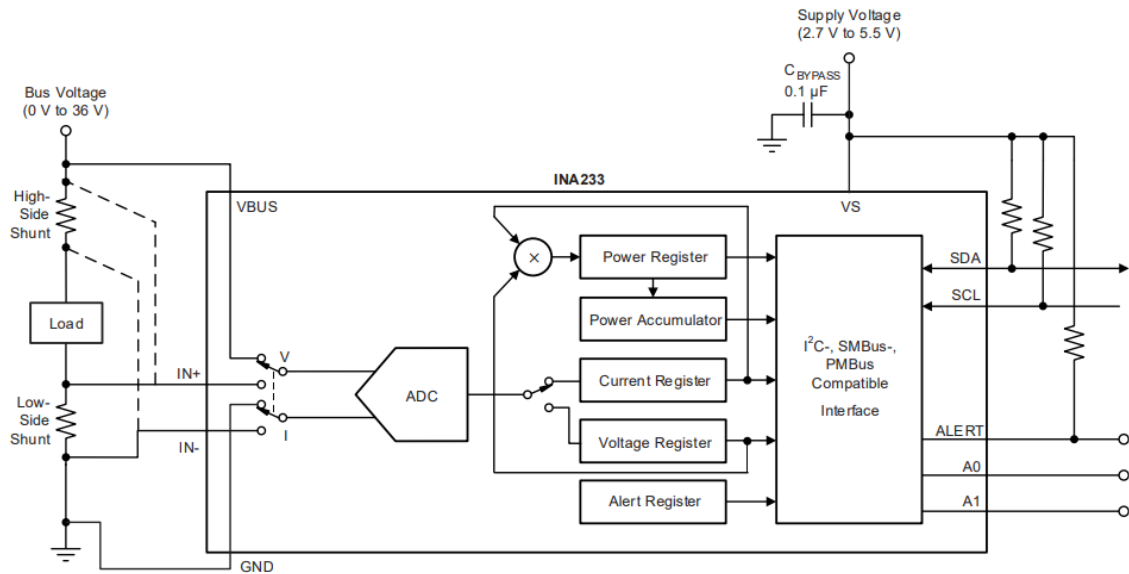 Supply Voltage
(2.7 V to 5.5 V)
C BYPASS
0.1 µF
Bus Voltage
(0 V to 36 V)
INA233
VBUS
VS
High-
Side
Shunt
Load
Low-
Side
Shunt
IN+
IN-
GND
V
I
ADC
×
Power Register
Power Accumulator
Current Register
Voltage Register
Alert Register
I²C-, SMBus-,
PMBus
Compatible
Interface
SDA
SCL
ALERT
A0
A1